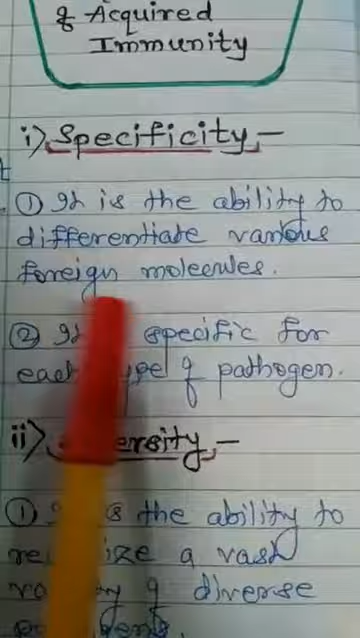 & Acquired
Immunity
i) Specificity -
① It is the ability to
differentiate various
foreign molecules.
② specific for
each of pathogen.
ii) -
① the ability to
a vast
of diverse